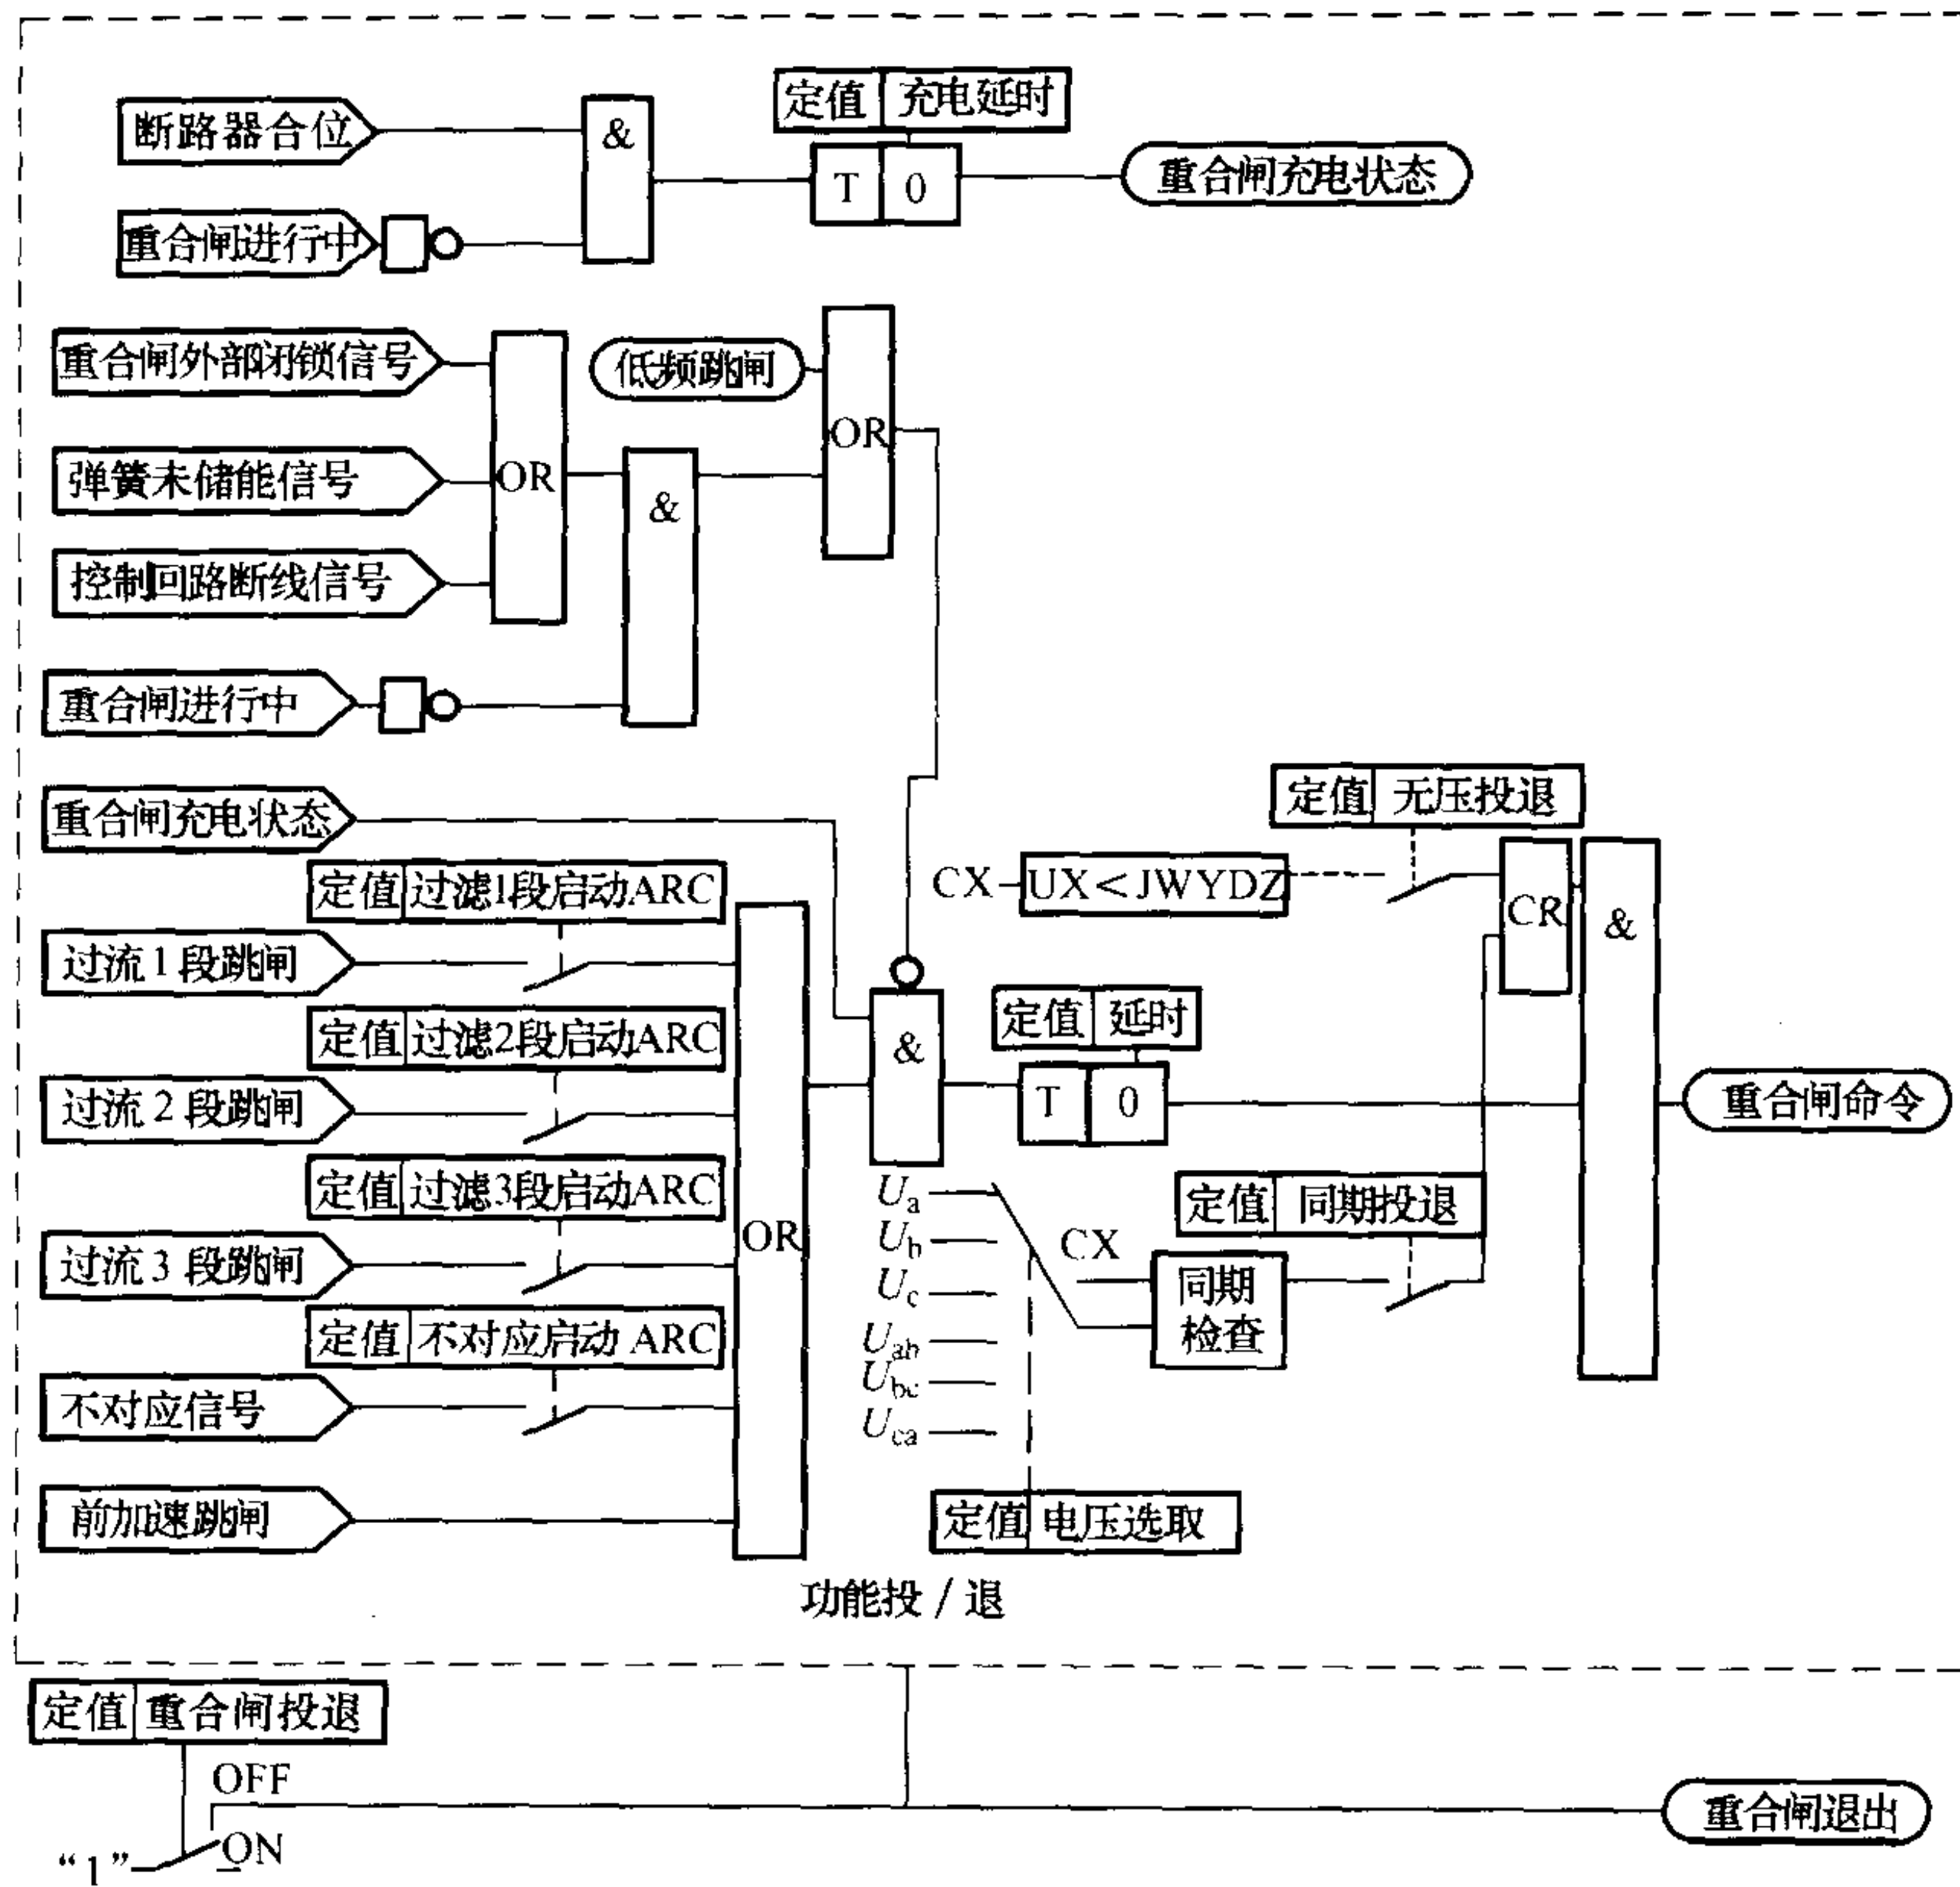 定值 充电延时
断路器合位
&
T 0
重合闸充电状态
重合闸进行中
重合闸外部闭锁信号
低频跳闸
OR
弹簧未储能信号
OR
&
控制回路断线信号
重合闸进行中
重合闸充电状态
定值 无压投退
定值 过滤1段启动ARC
CX
UX<JWYDZ
CR
&
过流1段跳闸
定值 过滤2段启动ARC
定值 延时
&
过流2段跳闸
T 0
重合闸命令
定值 过滤3段启动ARC
Ua
定值 同期投退
OR
Ub
CX
过流3段跳闸
Uc
同期
检查
定值 不对应启动 ARC
Uab
Ubc
不对应信号
Uca
前加速跳闸
定值 电压选取
功能投/退
定值 重合闸投退
OFF
重合闸退出
ON
“1”